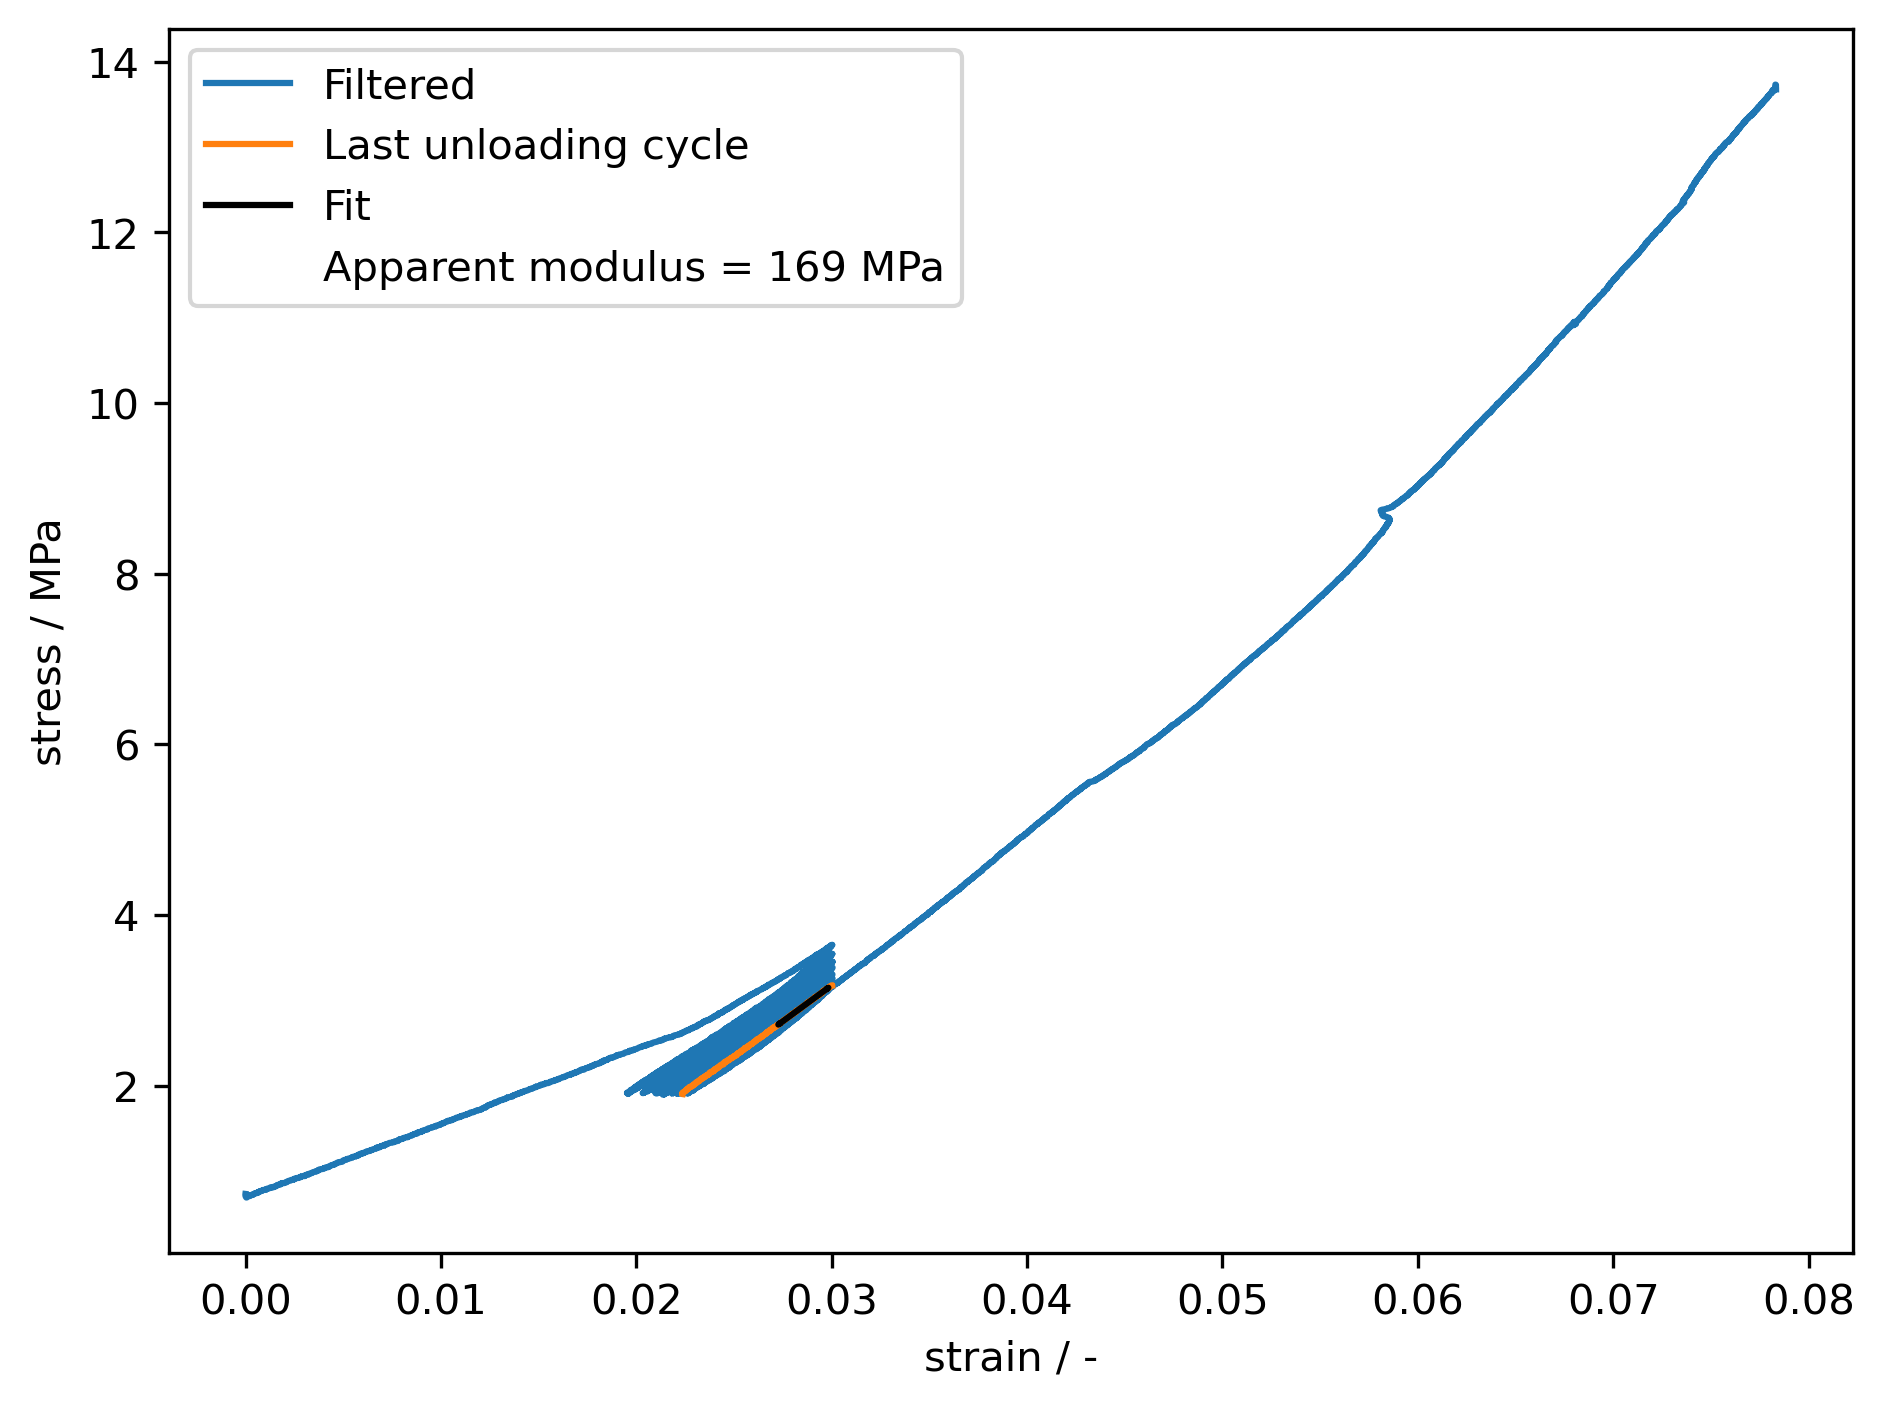 Filtered
Last unloading cycle
Fit
Apparent modulus = 169 MPa
14
12
10
8
6
4
2
stress / MPa
0.00 0.01 0.02 0.03 0.04 0.05 0.06 0.07 0.08
strain / -